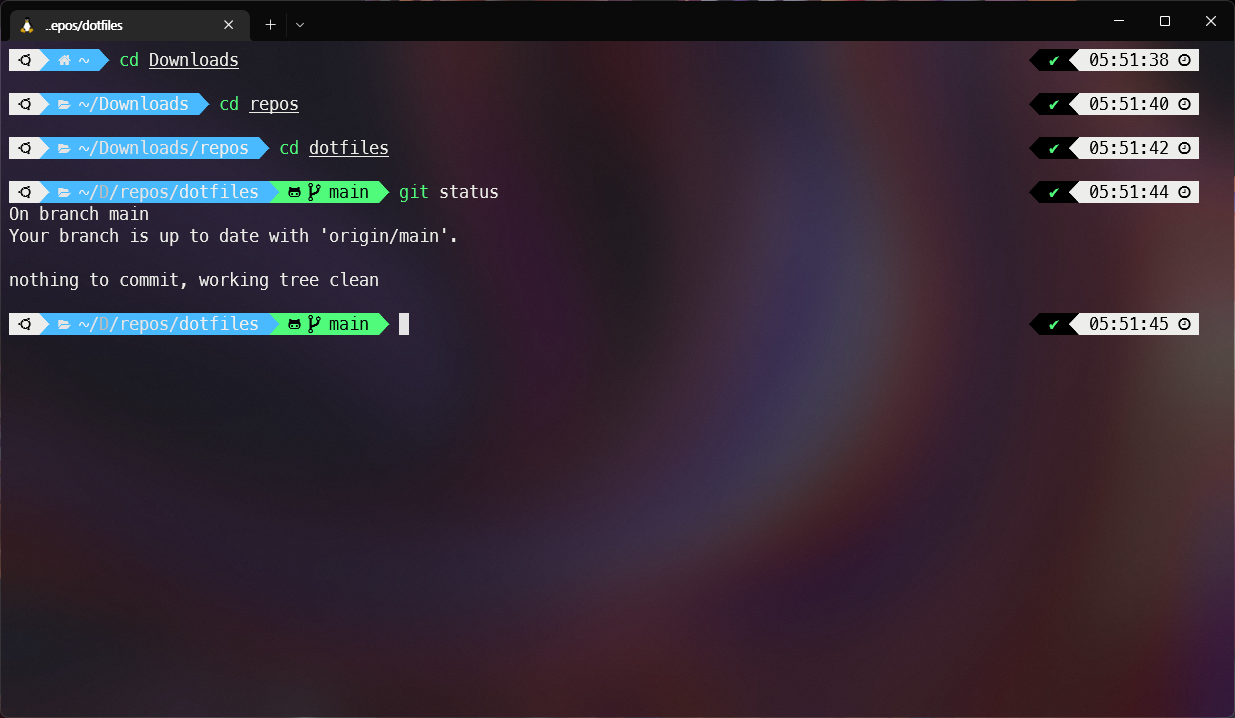 ..epos/dotfiles
~ cd Downloads ✔ 05:51:38
~/Downloads cd repos ✔ 05:51:40
~/Downloads/repos cd dotfiles ✔ 05:51:42
~/D/repos/dotfiles main git status ✔ 05:51:44
On branch main
Your branch is up to date with 'origin/main'.
nothing to commit, working tree clean
~/D/repos/dotfiles main ✔ 05:51:45